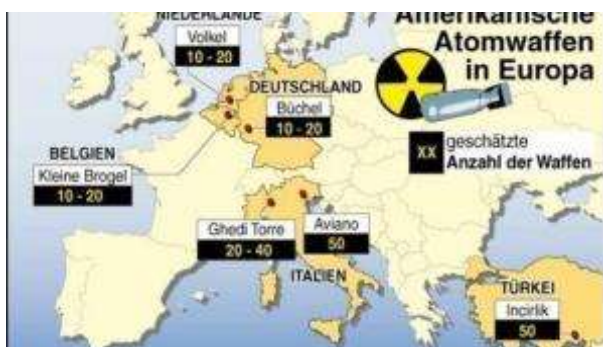 NIEDERLANDE
Volkel
10 - 20
Amerikanische
Atomwaffen
in Europa
DEUTSCHLAND
Büchel
10 - 20
XX
geschätzte
Anzahl der Waffen
BELGIEN
Kleine Brogel
10 - 20
Ghedi Torre
20 - 40
Aviano
50
ITALIEN
TÜRKEI
Incirlik
50